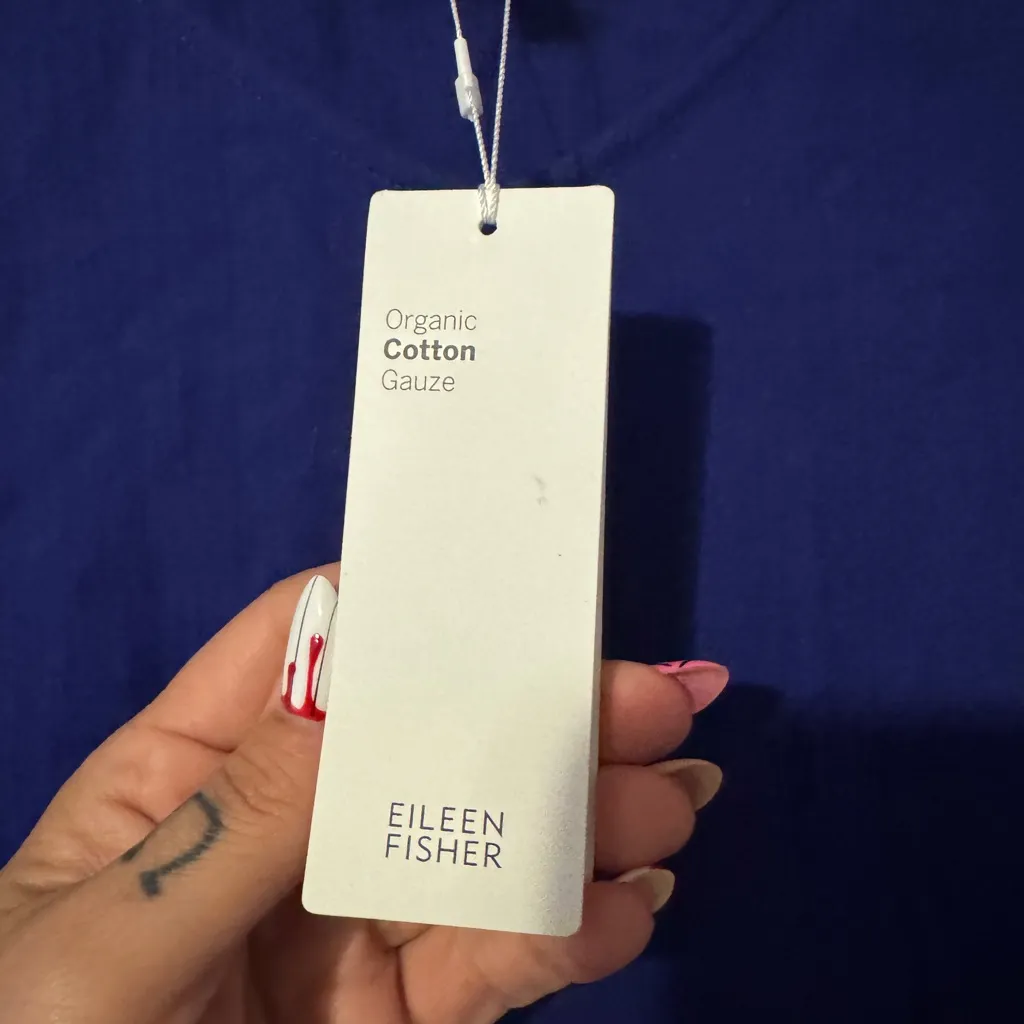 Organic
Cotton
Gauze
EILEEN
FISHER